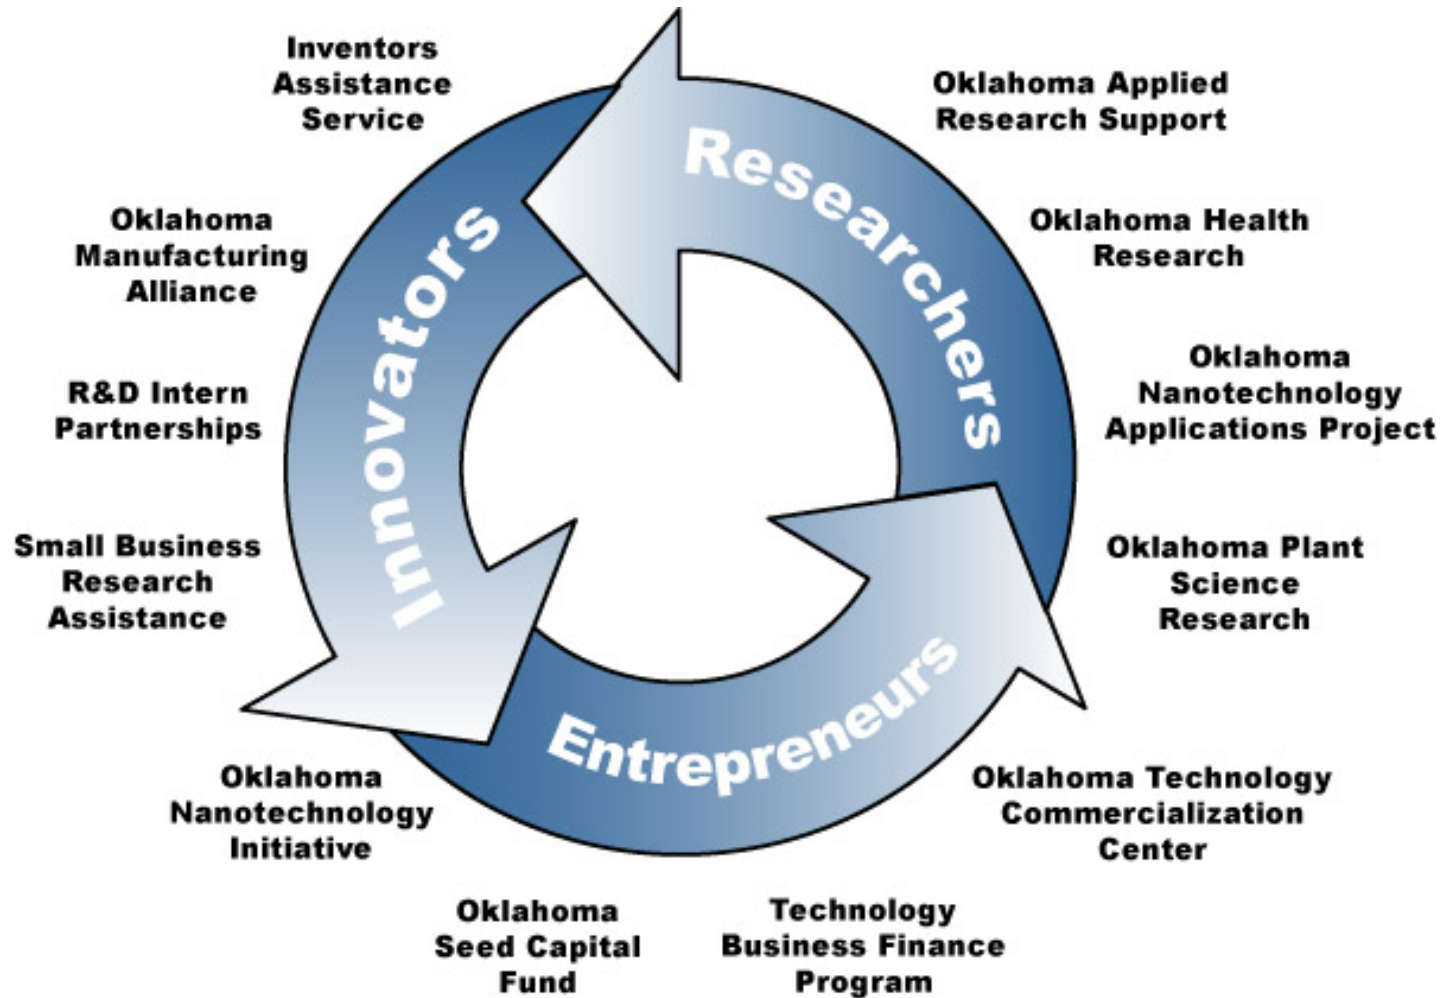 Inventors
Assistance
Service
Oklahoma Applied
Research Support
Researchers
Oklahoma
Manufacturing
Alliance
Oklahoma Health
Research
Innovators
R&D Intern
Partnerships
Oklahoma
Nanotechnology
Applications Project
Small Business
Research
Assistance
Oklahoma Plant
Science
Research
Entrepreneurs
Oklahoma
Nanotechnology
Initiative
Oklahoma Technology
Commercialization
Center
Oklahoma
Seed Capital
Fund
Technology
Business Finance
Program